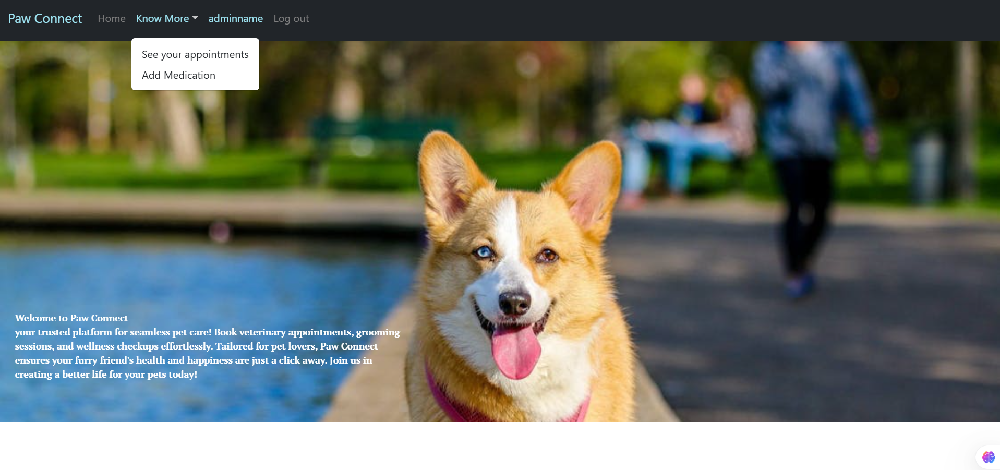 Paw Connect Home Know More adminname Log out
See your appointments
Add Medication
Welcome to Paw Connect
your trusted platform for seamless pet care! Book veterinary appointments, grooming
sessions, and wellness checkups effortlessly. Tailored for pet lovers, Paw Connect
ensures your furry friend's health and happiness are just a click away. Join us in
creating a better life for your pets today!